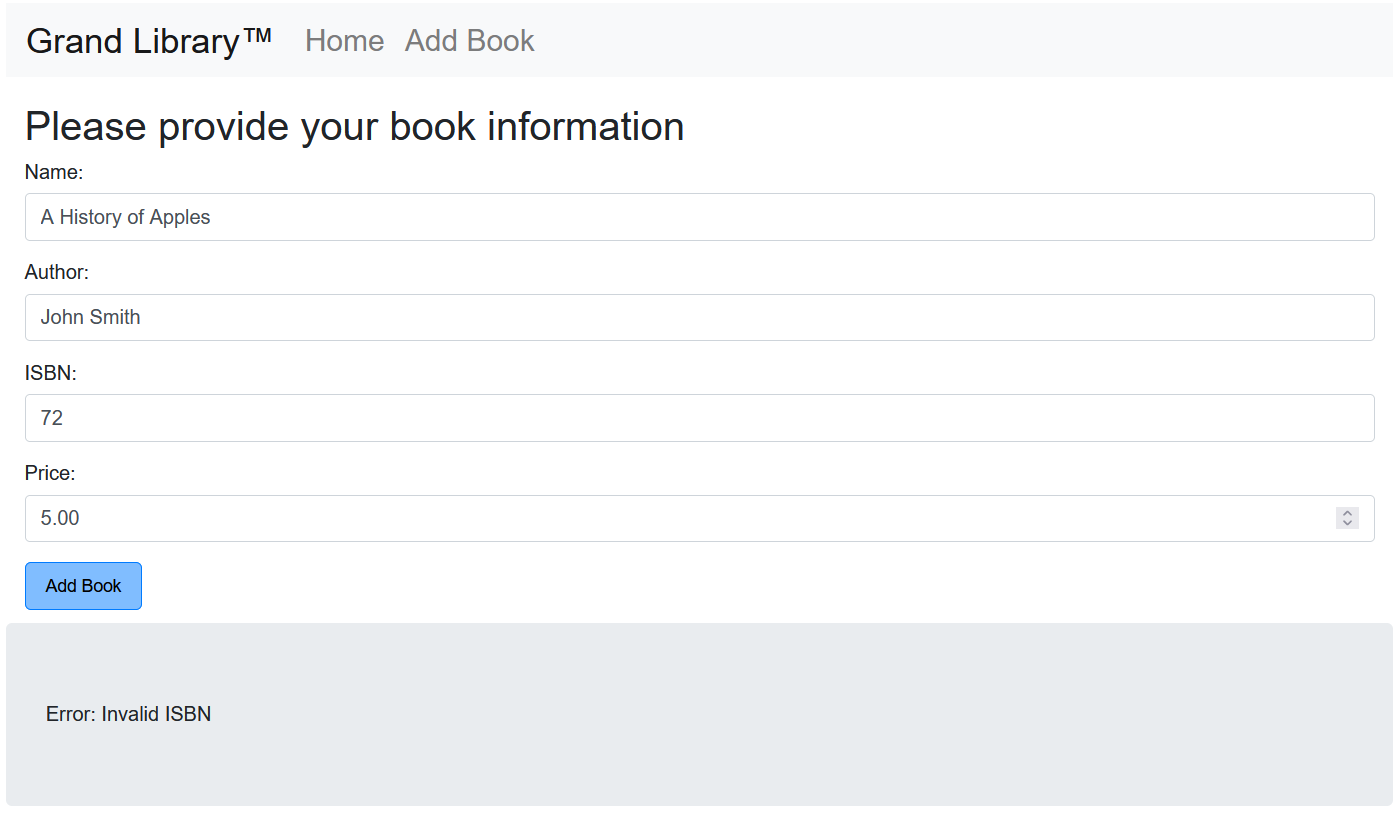 Grand Library™ Home Add Book
Please provide your book information
Name:
A History of Apples
Author:
John Smith
ISBN:
72
Price:
5.00
Add Book
Error: Invalid ISBN